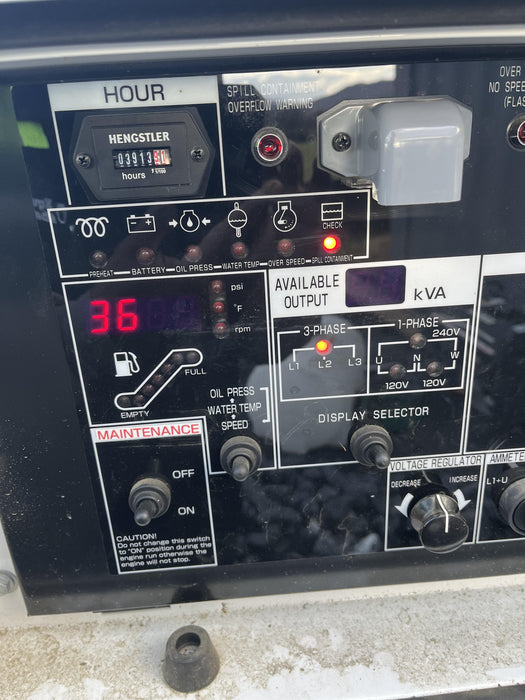 HOUR
HENGSTLER
03913
hours 1/100
SPILL CONTAINMENT
OVERFLOW WARNING
OVER
NO SPEE
(FLAS
CHECK
PREHEAT
BATTERY
OIL PRESS
WATER TEMP
OVER SPEED
SPILL CONTAINMENT
36
psi
°F
rpm
FULL
EMPTY
OIL PRESS
WATER TEMP
SPEED
AVAILABLE
OUTPUT
kVA
3-PHASE
L1 L2 L3
1-PHASE
240V
U N W
120V 120V
DISPLAY SELECTOR
MAINTENANCE
OFF
ON
CAUTION!
Do not change this switch
to "ON" position during the
engine run otherwise the
engine will not stop.
VOLTAGE REGULATOR
DECREASE INCREASE
AMMETE
L1+U